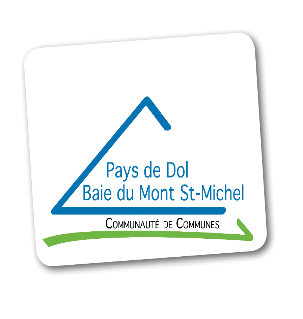 Pays de Dol
Baie du Mont St-Michel
Communauté de Communes